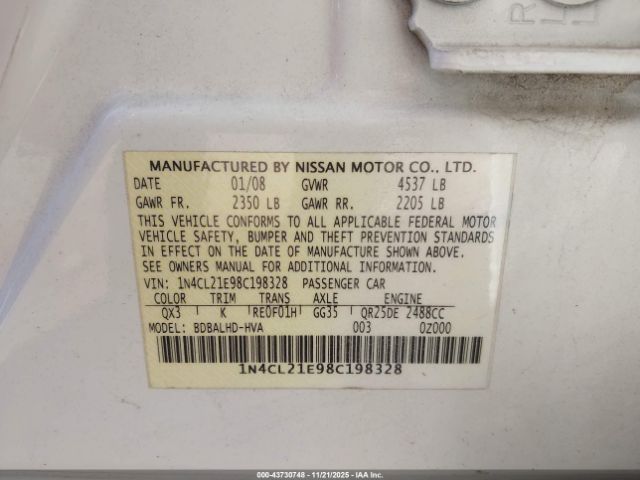 R
L
L
MANUFACTURED BY NISSAN MOTOR CO., LTD.
DATE 01/08 GVWR 4537 LB
GAWR FR. 2350 LB GAWR RR. 2205 LB
THIS VEHICLE CONFORMS TO ALL APPLICABLE FEDERAL MOTOR
VEHICLE SAFETY, BUMPER AND THEFT PREVENTION STANDARDS
IN EFFECT ON THE DATE OF MANUFACTURE SHOWN ABOVE.
SEE OWNERS MANUAL FOR ADDITIONAL INFORMATION.
VIN: 1N4CL21E98C198328 PASSENGER CAR
COLOR TRIM TRANS AXLE ENGINE
QX3 K RE0F01H GG35 QR25DE 2488CC
MODEL: BDBALHD-HVA 003 0Z000
1N4CL21E98C198328
000-43730748 - 11/21/2025 - IAA, Inc.